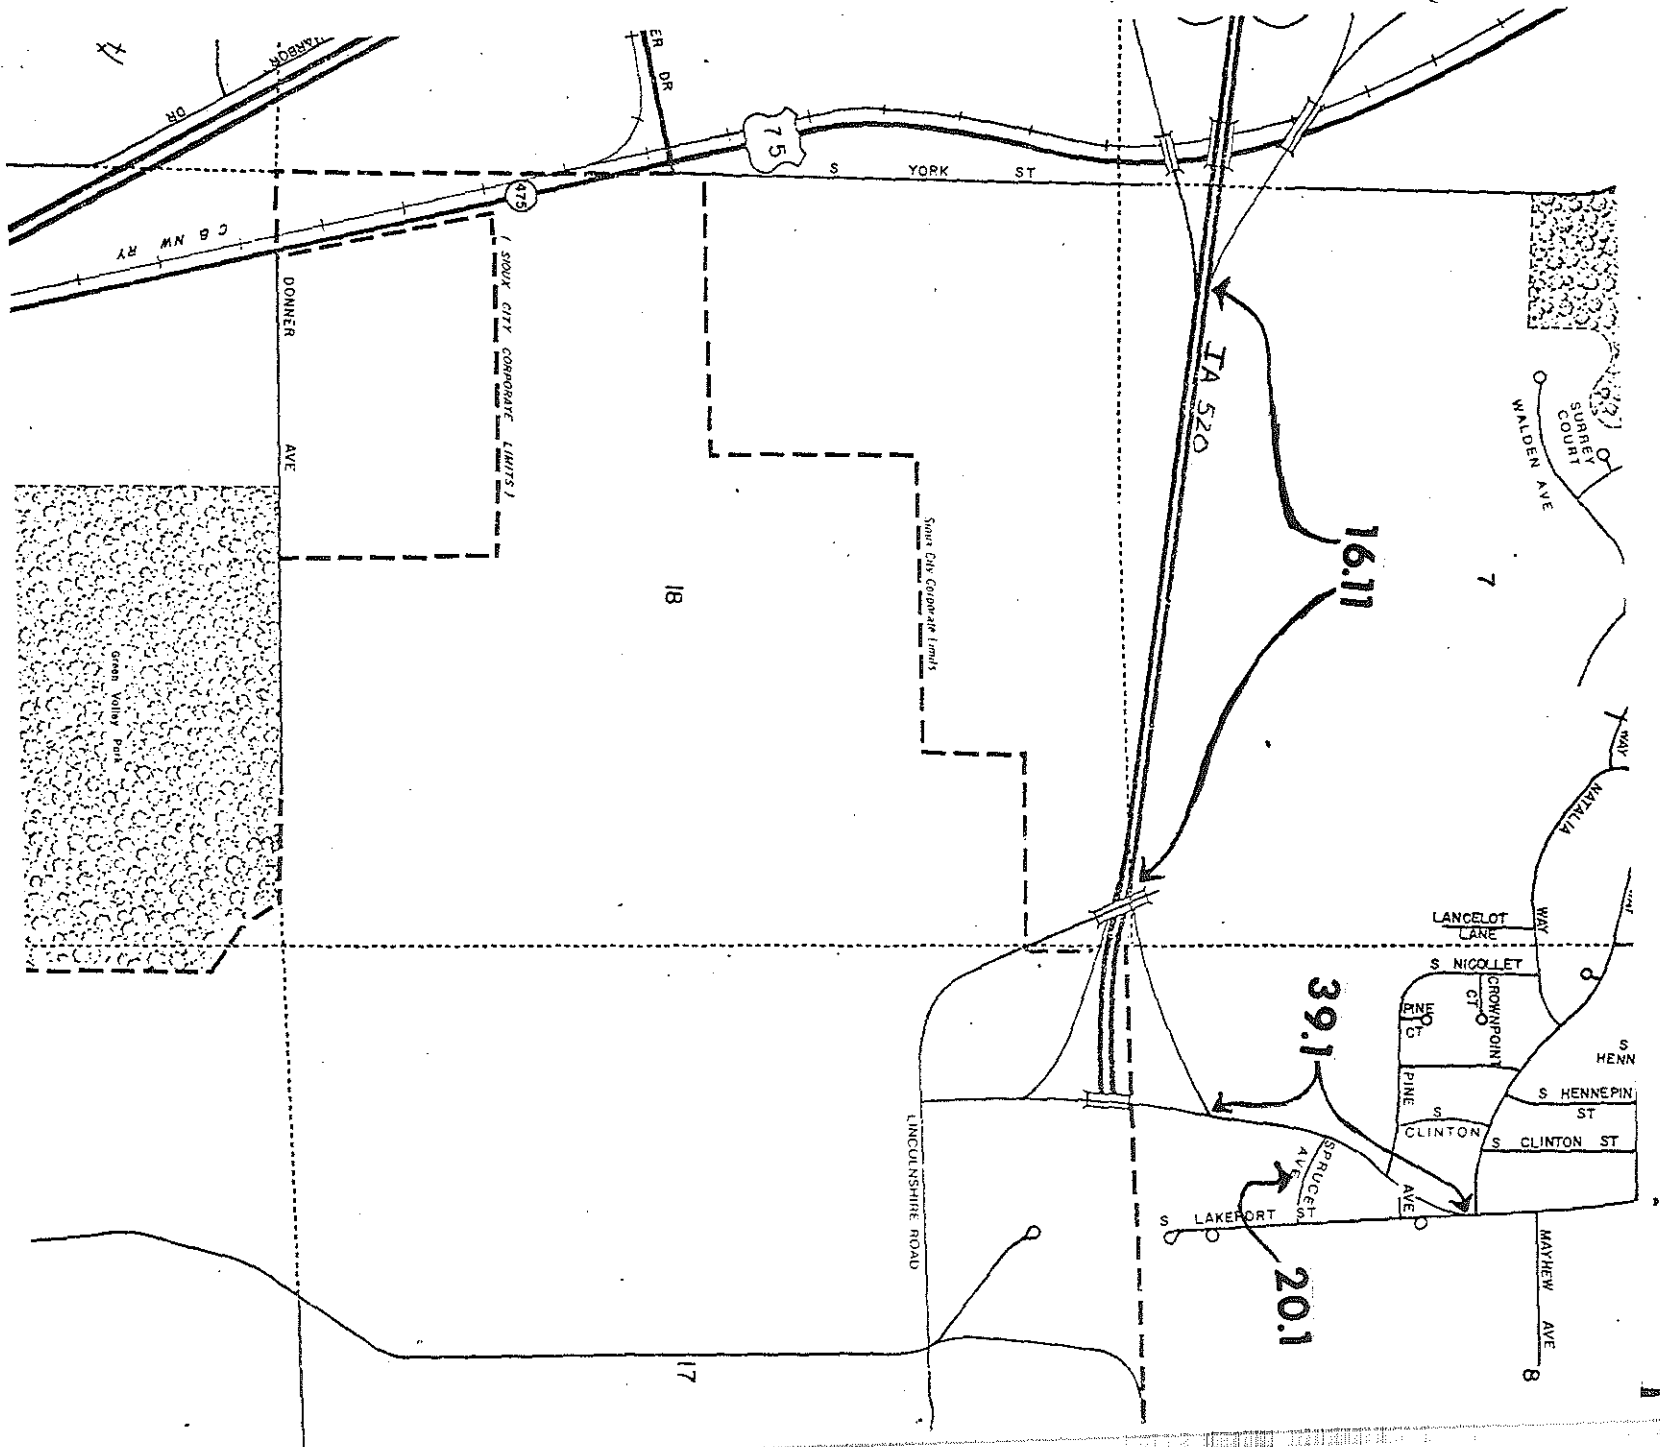 HARBOR
DR
ER DR
75
S YORK ST
475
C & NW RY
DONNER AVE
( SIOUX CITY CORPORATE LIMITS )
Sioux City Corporate Limits
IA 520
16.11
SURREY
COURT
WALDEN AVE
7
18
Green Valley Park
WAY
NATALIA
WAY
LANCELOT
LANE
S NICOLLET
CROWNPOINT
CT
PINE
CT
PINE
AVE
S
HENN
S HENNEPIN
ST
S
CLINTON
S CLINTON ST
39.1
SPRUCE
AVE
S LAKEPORT ST
20.1
LINCOLNSHIRE ROAD
MAYHEW AVE
17
8